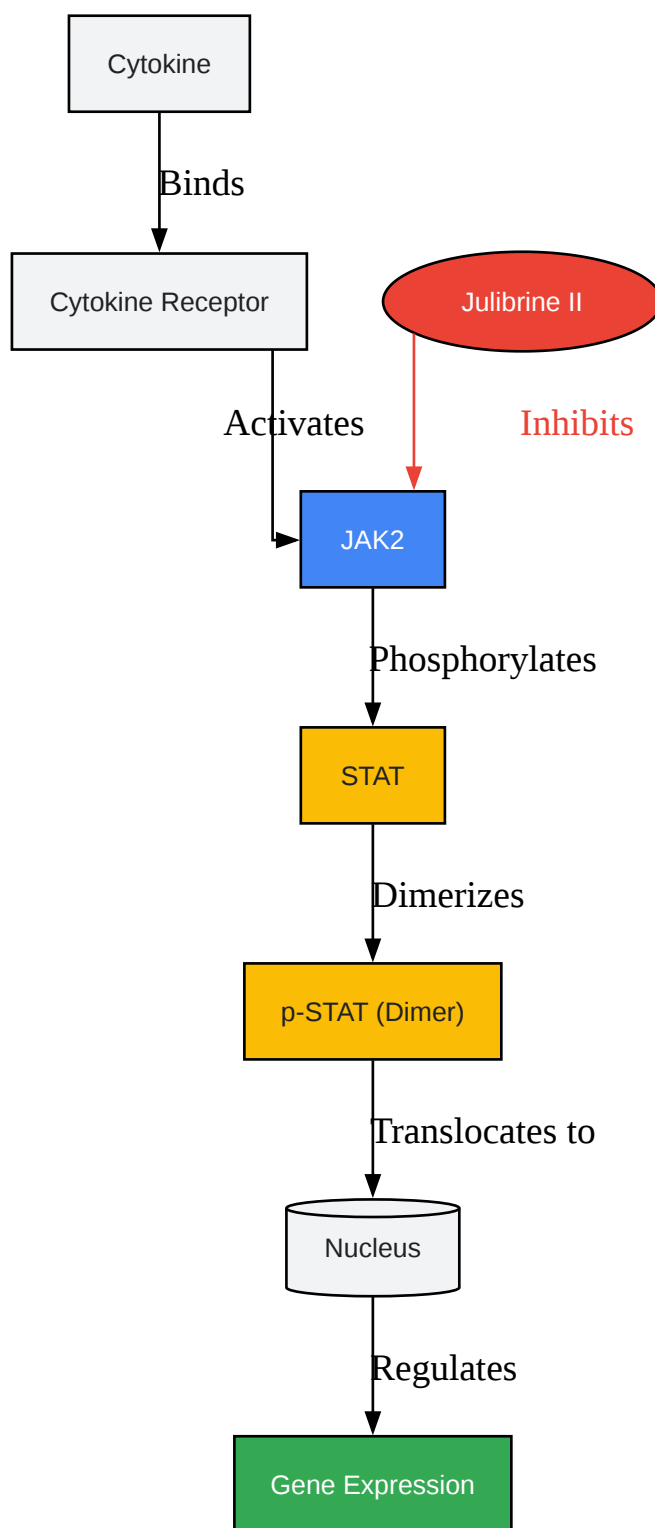 Cytokine
Binds
Cytokine Receptor
Julibrine II
Activates
Inhibits
JAK2
Phosphorylates
STAT
Dimerizes
p-STAT (Dimer)
Translocates to
Nucleus
Regulates
Gene Expression